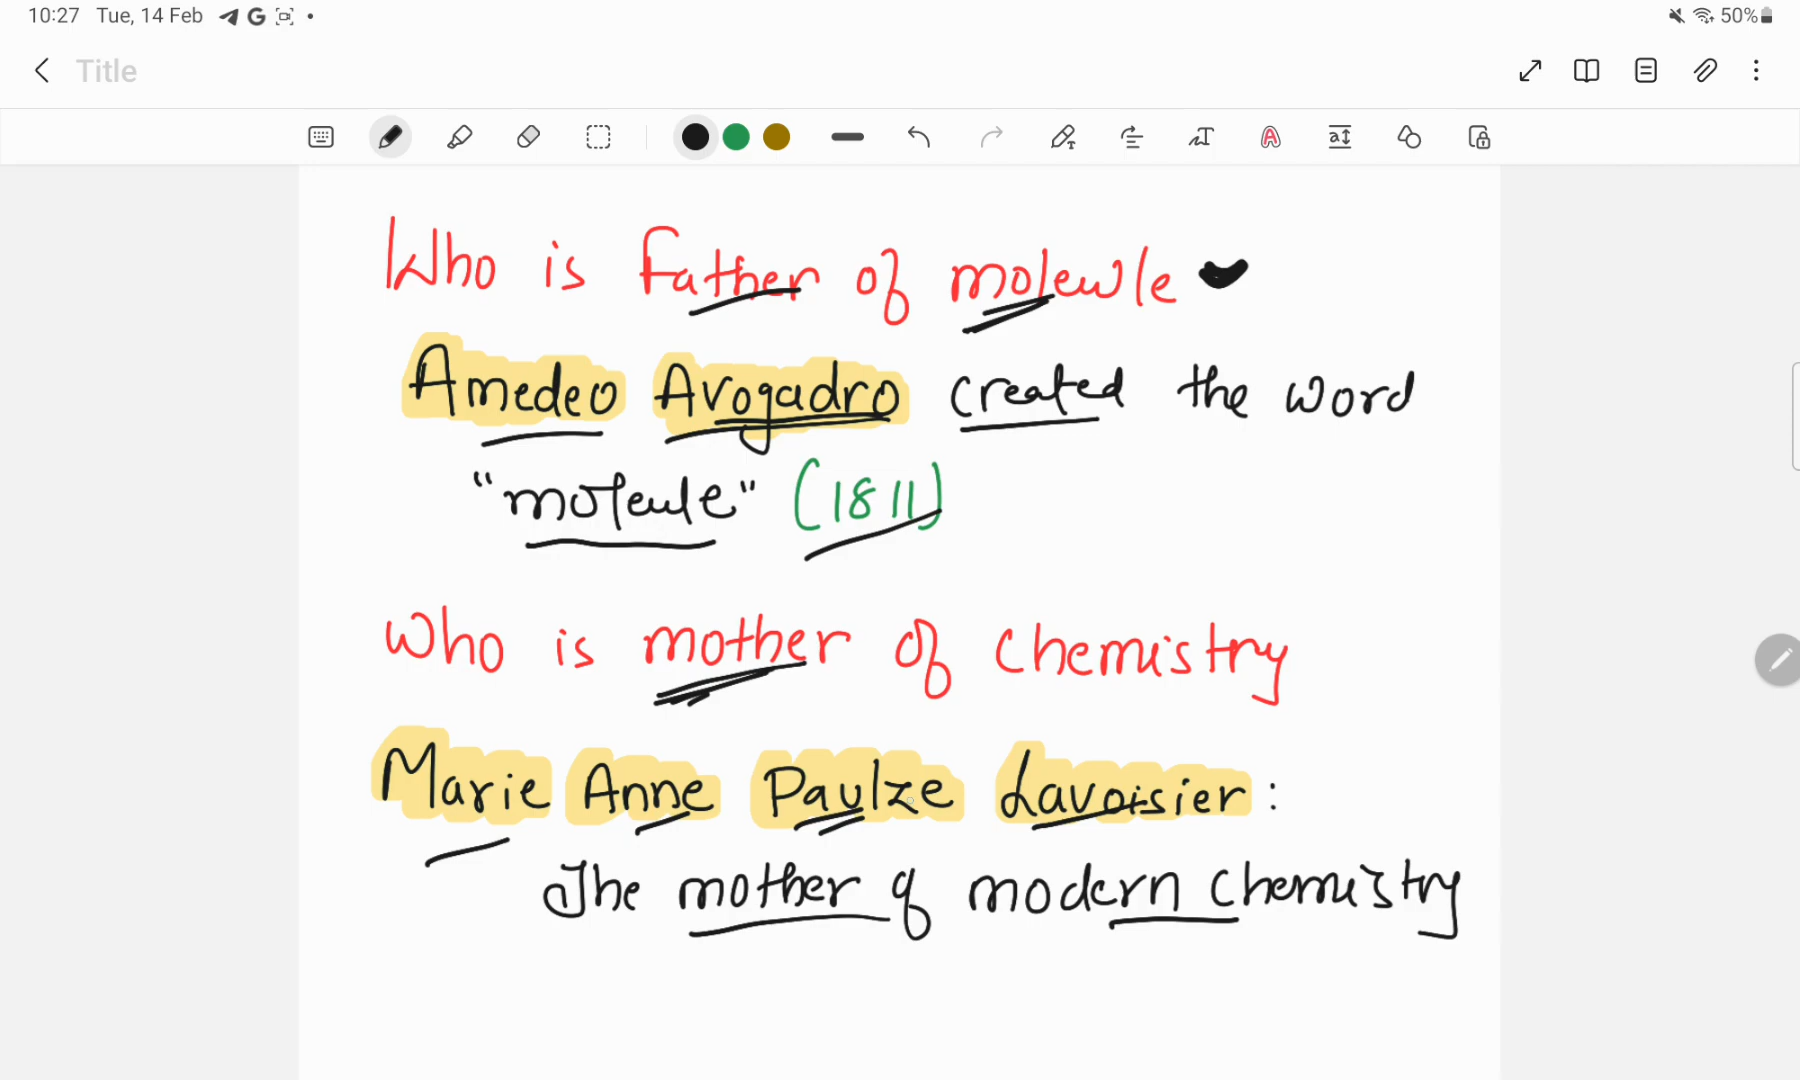 10:27 Tue, 14 Feb G 50%
Title
Who is father of molecule
Amedeo Avogadro created the word
"molecule" (1811)
Who is mother of chemistry
Marie Anne Paulze Lavoisier :
The mother of modern chemistry